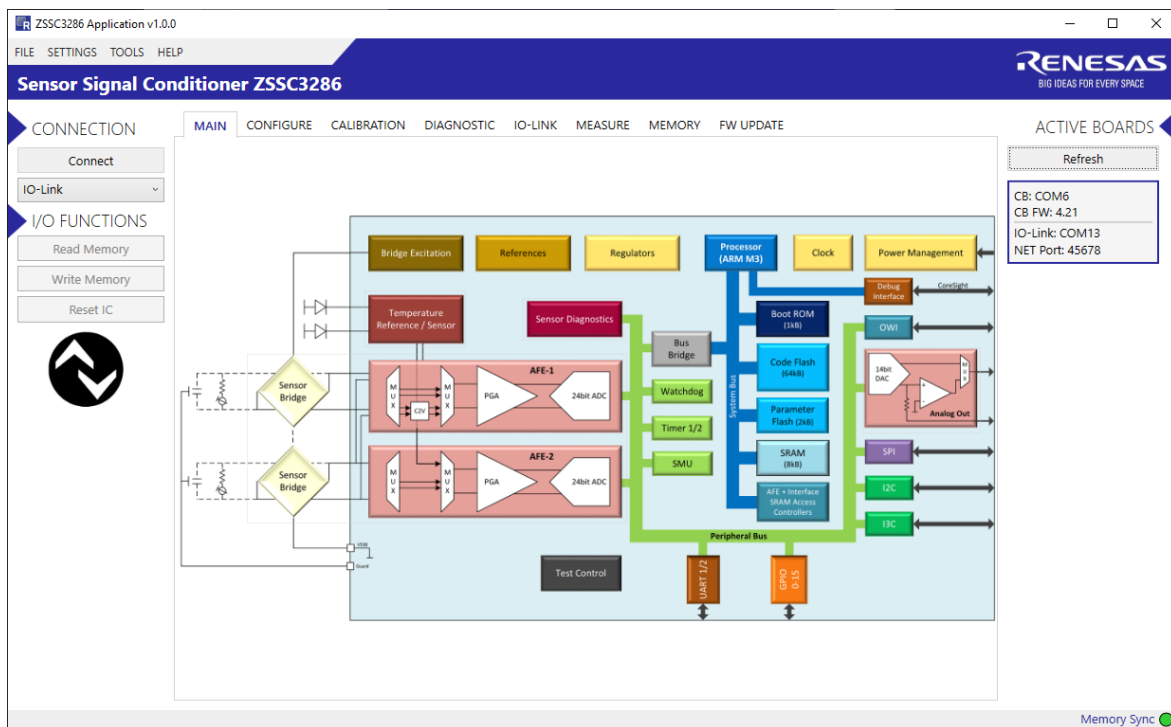 ZSSC3286 Application v1.0.0
FILE SETTINGS TOOLS HELP
Sensor Signal Conditioner ZSSC3286
RENESAS
BIG IDEAS FOR EVERY SPACE
CONNECTION
Connect
IO-Link
I/O FUNCTIONS
Read Memory
Write Memory
Reset IC
MAIN CONFIGURE CALIBRATION DIAGNOSTIC IO-LINK MEASURE MEMORY FW UPDATE
ACTIVE BOARDS
Refresh
CB: COM6
CB FW: 4.21
IO-Link: COM13
NET Port: 45678
Bridge Excitation
References
Regulators
Processor
(ARM M3)
Clock
Power Management
Debug
Interface
CoreSight
Temperature
Reference / Sensor
Sensor Diagnostics
Boot ROM
(1kB)
OWI
Bus
Bridge
System Bus
Code Flash
(64kB)
14bit
DAC
MUX
Analog Out
Sensor
Bridge
AFE-1
MUX
C2V
MUX
PGA
24bit ADC
Watchdog
Timer 1/2
Parameter
Flash (2kB)
Sensor
Bridge
AFE-2
MUX
MUX
PGA
24bit ADC
SMU
SRAM
(8kB)
SPI
AFE + Interface
SRAM Access
Controllers
I2C
I3C
Peripheral Bus
Guard
Test Control
UART 1/2
GPIO
0-15
Memory Sync